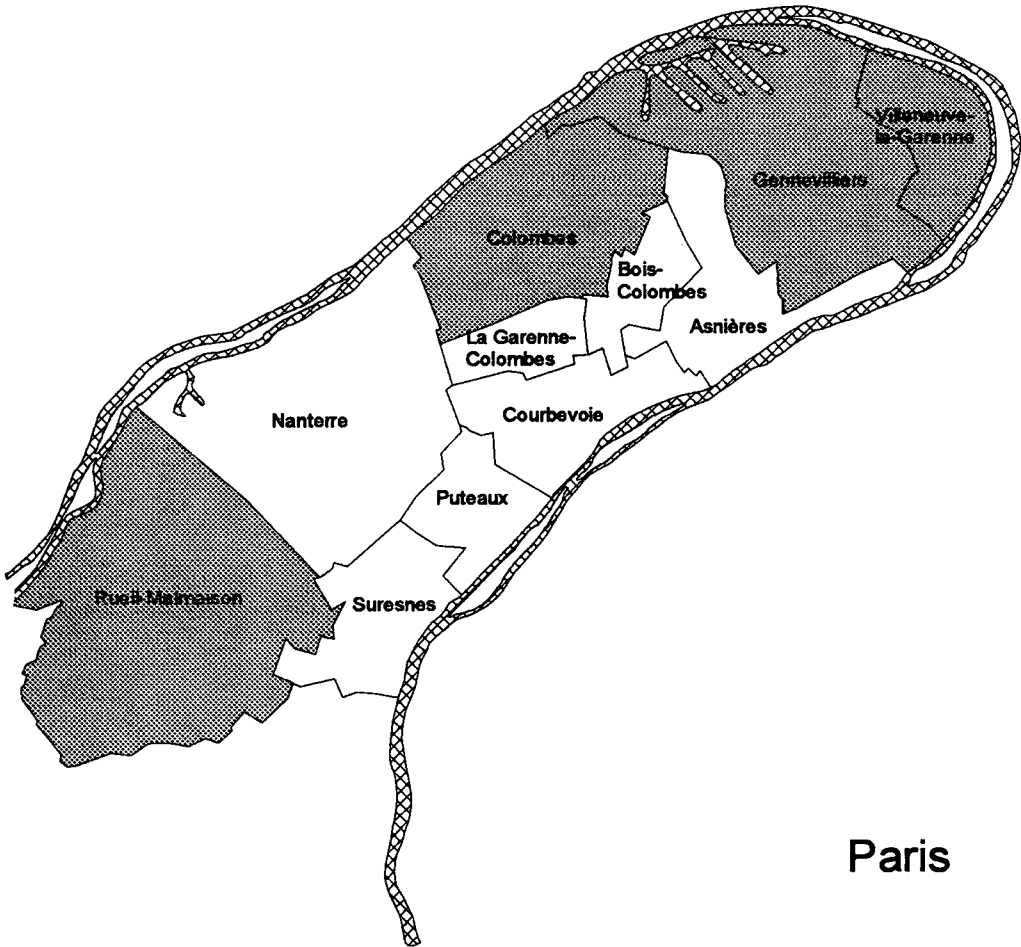 Villeneuve-
la-Garenne
Gennevilliers
Colombes
Bois-
Colombes
Asnières
La Garenne-
Colombes
Courbevoie
Nanterre
Puteaux
Rueil-Malmaison
Suresnes
Paris